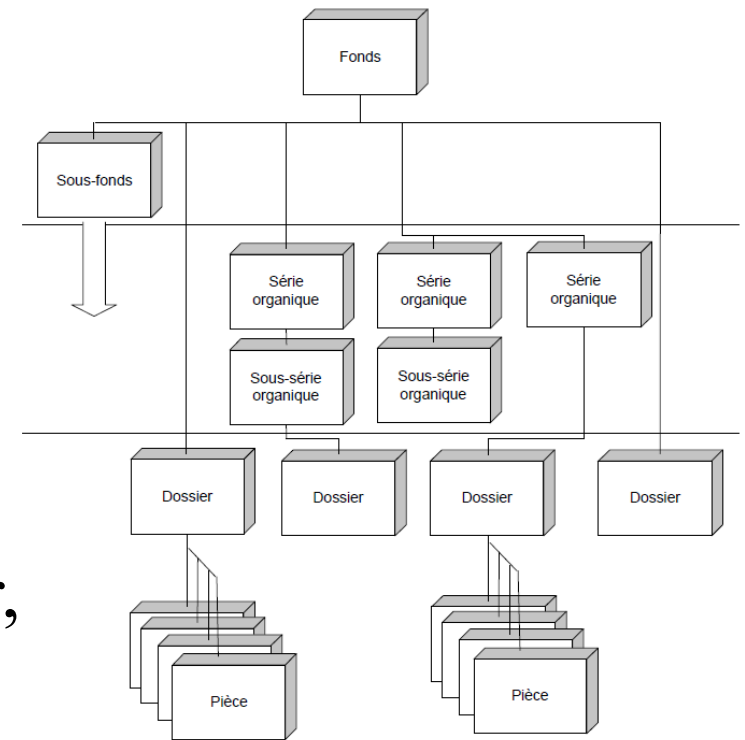 Fonds
Sous-fonds
Série
organique
Série
organique
Série
organique
Sous-série
organique
Sous-série
organique
Dossier
Dossier
Dossier
Dossier
;
Pièce
Pièce